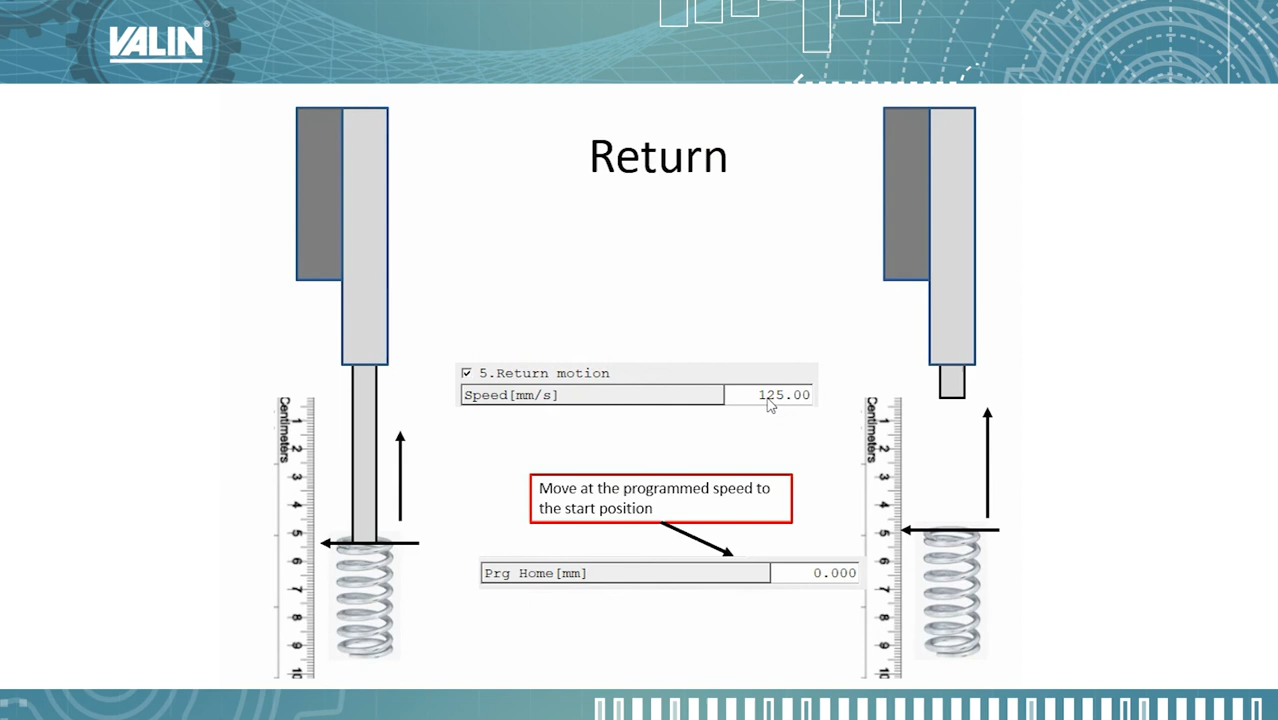 VALIN®
Return
5.Return motion
Speed[mm/s] 125.00
Centimeters
1
2
3
4
5
6
7
8
9
10
Move at the programmed speed to
the start position
Prg Home[mm] 0.000
Centimeters
1
2
3
4
5
6
7
8
9
10